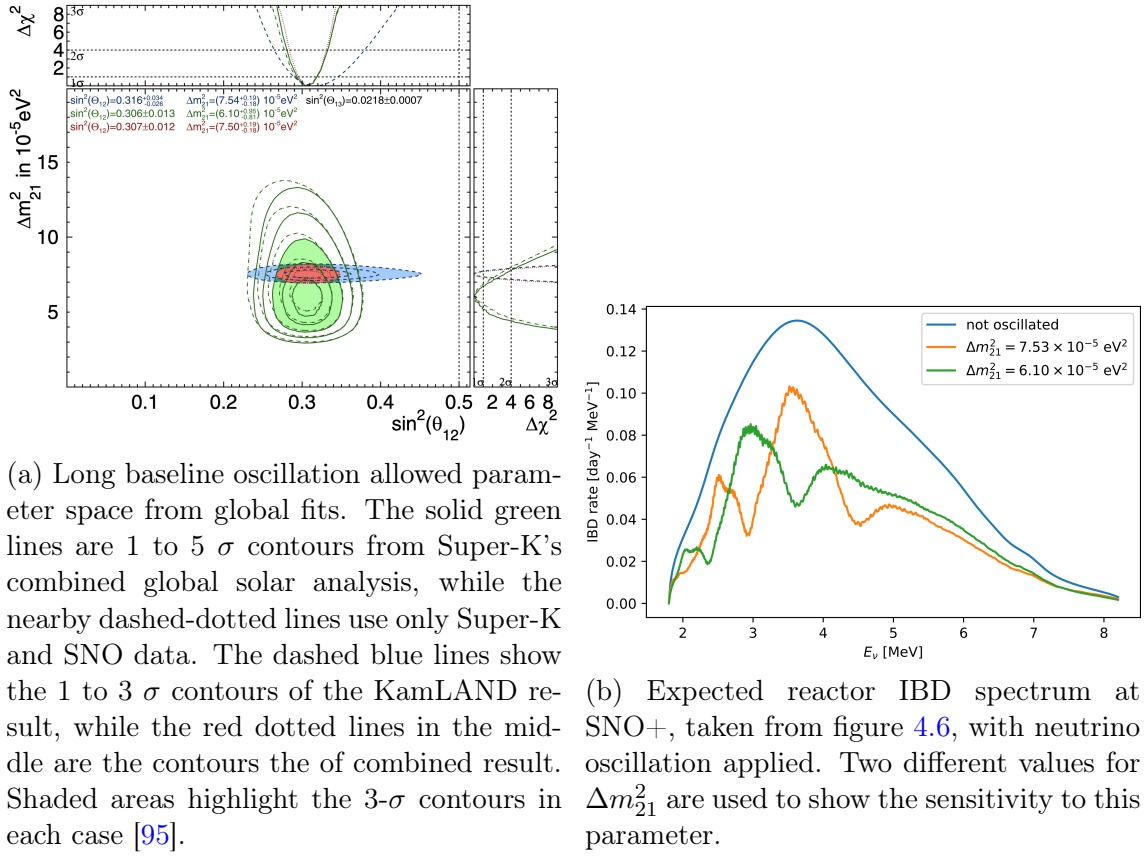 Δχ²
8
6
4
2
3σ
2σ
1σ
Δm²₂₁ in 10⁻⁵eV²
sin²(Θ₁₂)=0.316+0.034-0.026 Δm²₂₁=(7.54+0.19-0.18) 10⁻⁵eV² sin²(Θ₁₃)=0.0218±0.0007
sin²(Θ₁₂)=0.306±0.013 Δm²₂₁=(6.10+0.95-0.81) 10⁻⁵eV²
sin²(Θ₁₂)=0.307±0.012 Δm²₂₁=(7.50+0.19-0.18) 10⁻⁵eV²
15
10
5
0.1 0.2 0.3 0.4 0.5
sin²(θ₁₂)
1σ 2σ 3σ
2 4 6 8
Δχ²
(a) Long baseline oscillation allowed param-
eter space from global fits. The solid green
lines are 1 to 5 σ contours from Super-K's
combined global solar analysis, while the
nearby dashed-dotted lines use only Super-K
and SNO data. The dashed blue lines show
the 1 to 3 σ contours of the KamLAND re-
sult, while the red dotted lines in the mid-
dle are the contours the of combined result.
Shaded areas highlight the 3-σ contours in
each case [95].
IBD rate [day⁻¹ MeV⁻¹]
0.14
0.12
0.10
0.08
0.06
0.04
0.02
0.00
not oscillated
Δm²₂₁ = 7.53 × 10⁻⁵ eV²
Δm²₂₁ = 6.10 × 10⁻⁵ eV²
2 3 4 5 6 7 8
Eᵥ [MeV]
(b) Expected reactor IBD spectrum at
SNO+, taken from figure 4.6, with neutrino
oscillation applied. Two different values for
Δm²₂₁ are used to show the sensitivity to this
parameter.